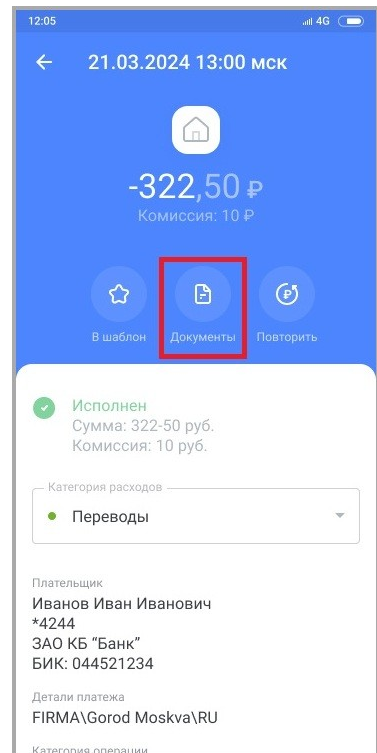 12:05
4G
21.03.2024 13:00 мск
-322,50 ₽
Комиссия: 10 ₽
В шаблон Документы Повторить
Исполнен
Сумма: 322-50 руб.
Комиссия: 10 руб.
Категория расходов
Переводы
Плательщик
Иванов Иван Иванович
*4244
ЗАО КБ “Банк”
БИК: 044521234
Детали платежа
FIRMA\Gorod Moskva\RU
Категория операции